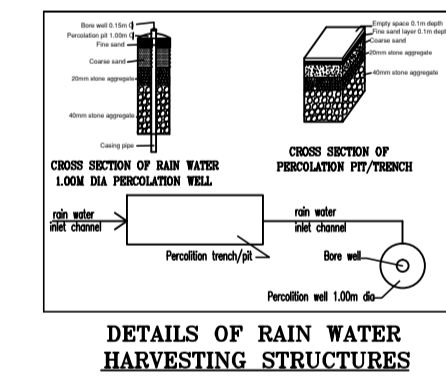 Bore well 0.15m
Percolation pit 1.00m
Fine sand
Coarse sand
20mm stone aggregate
40mm stone aggregate
Casing pipe
CROSS SECTION OF RAIN WATER
1.00M DIA PERCOLATION WELL
Empty space 0.1m depth
Fine sand layer 0.1m dept
Coarse sand
20mm stone aggregate
40mm stone aggregate
CROSS SECTION OF
PERCOLATION PIT/TRENCH
rain water
inlet channel
Percolition trench/pit
rain water
inlet channel
Bore well
Percolition well 1.00m dia
DETAILS OF RAIN WATER
HARVESTING STRUCTURES